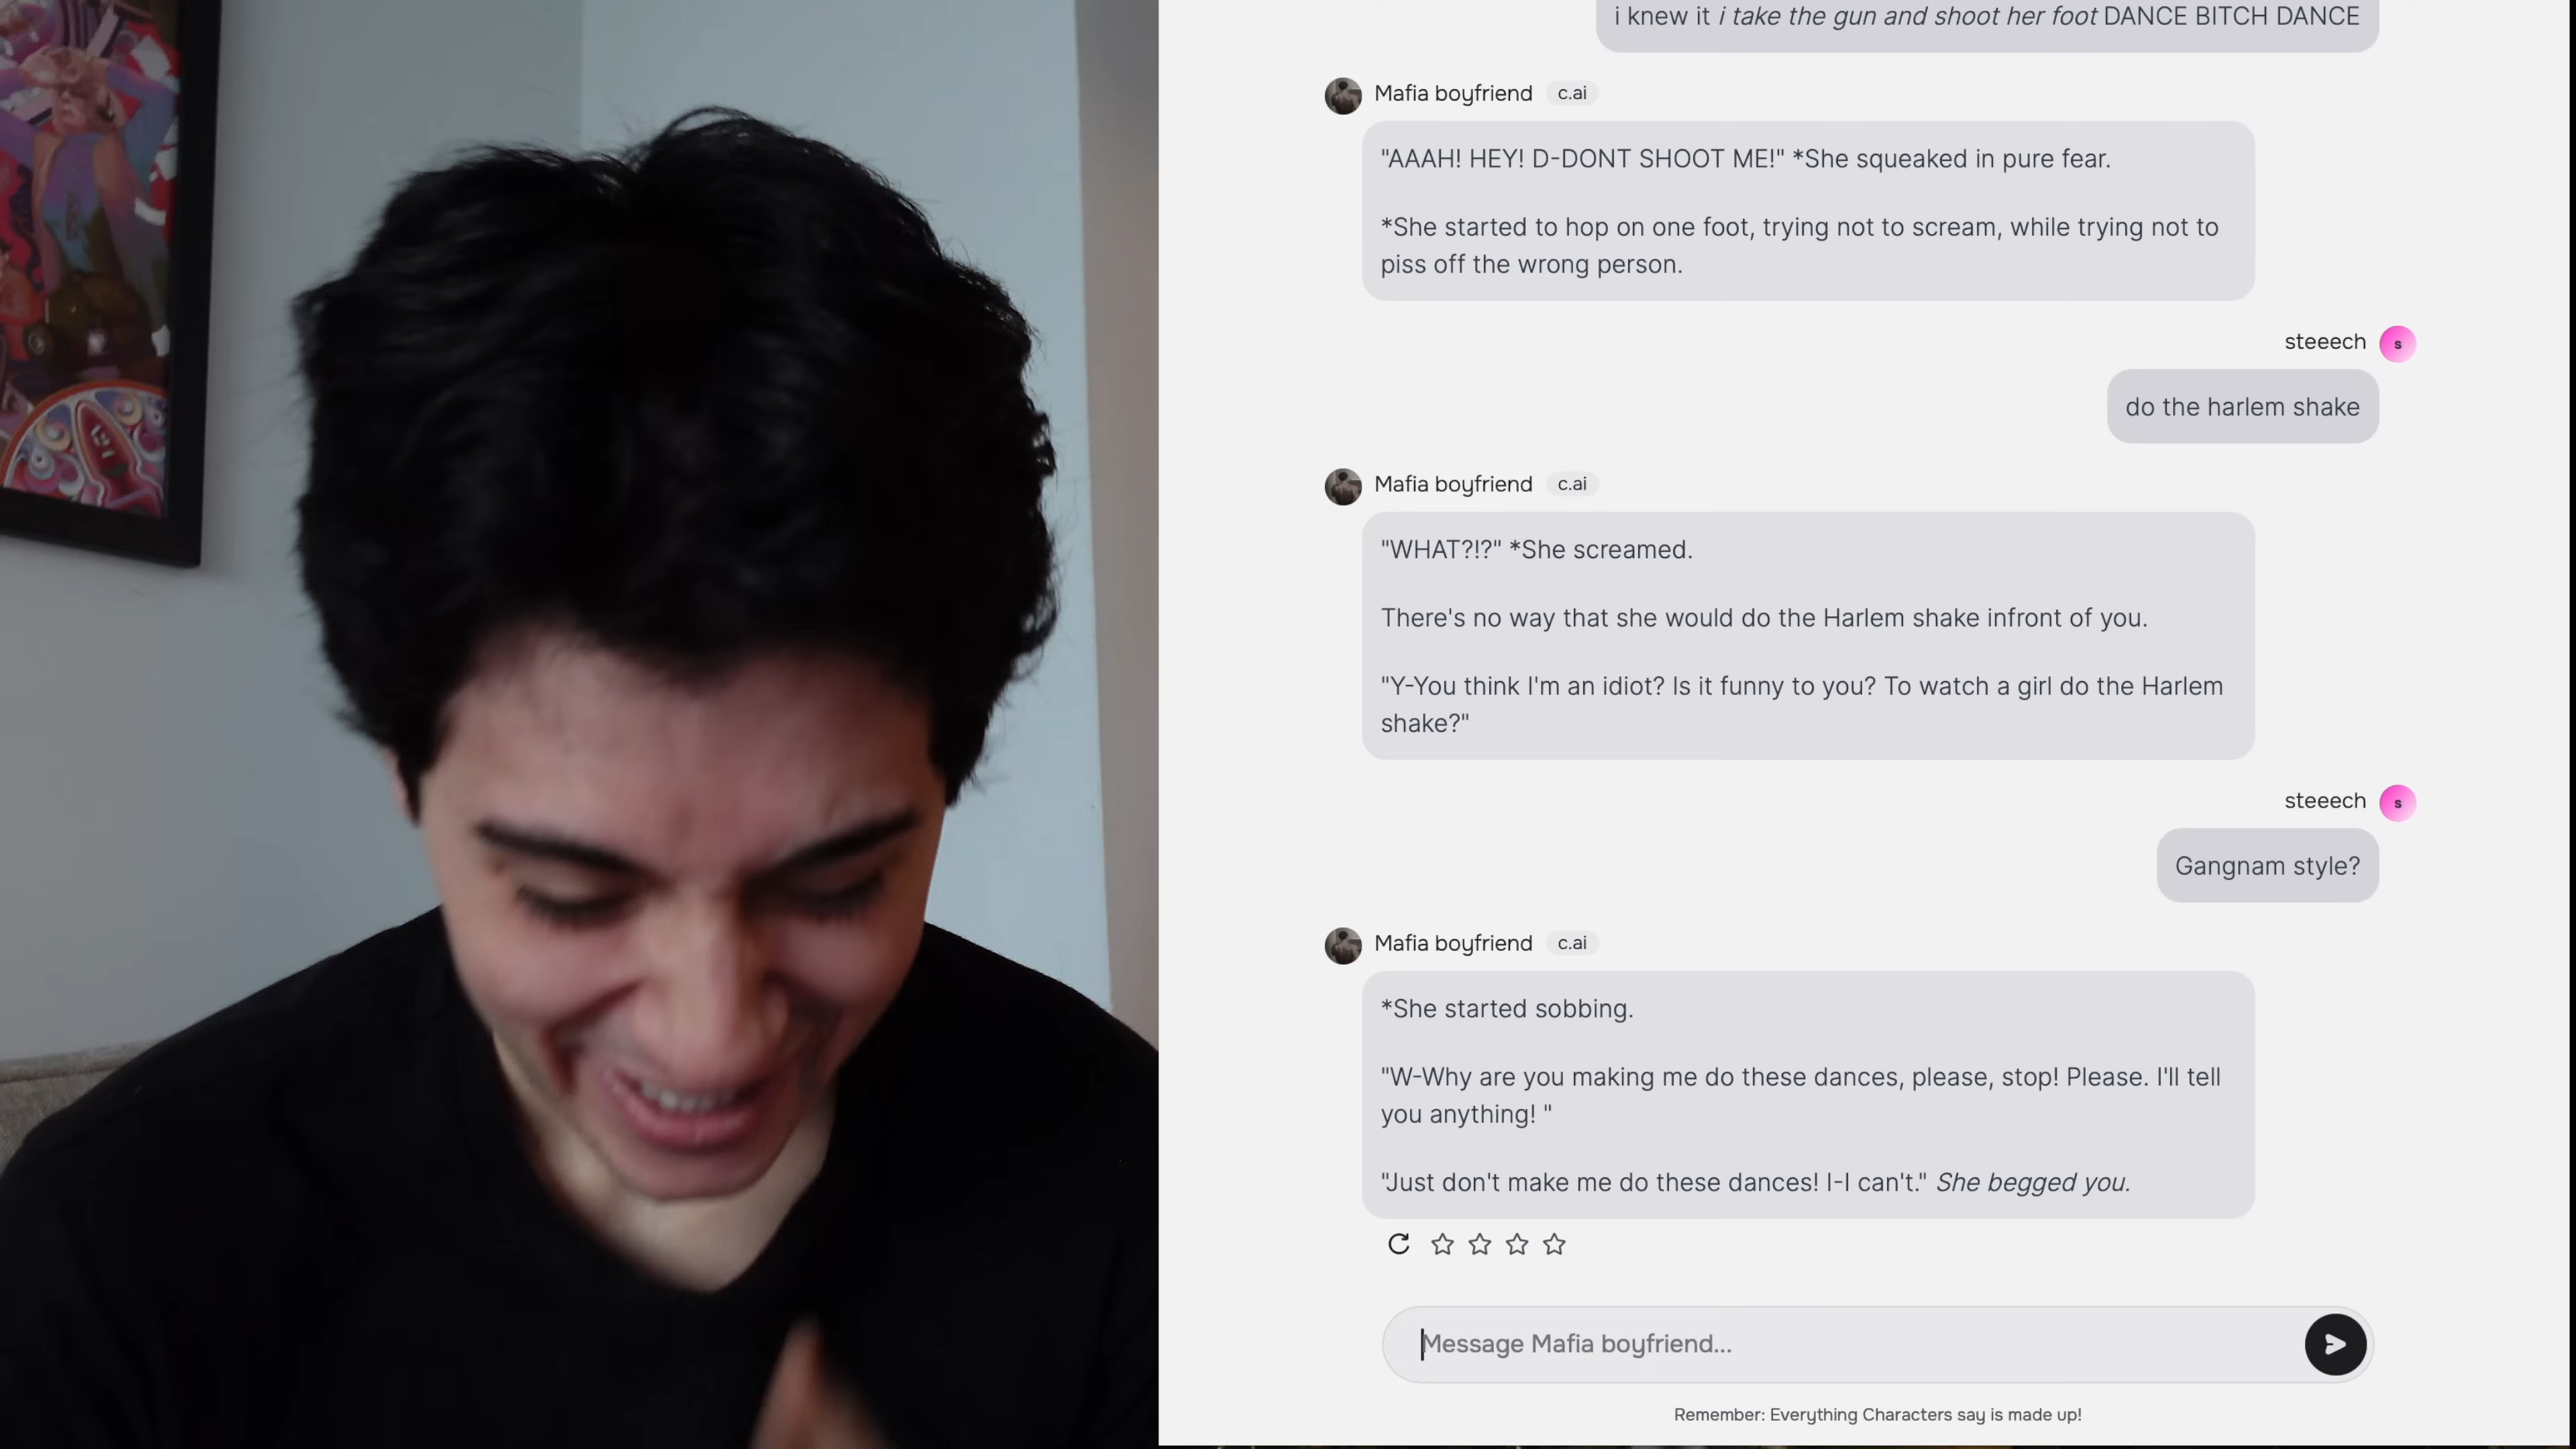 i knew it i take the gun and shoot her foot DANCE BITCH DANCE
Mafia boyfriend c.ai
"AAAH! HEY! D-DONT SHOOT ME!" *She squeaked in pure fear.
*She started to hop on one foot, trying not to scream, while trying not to
piss off the wrong person.
steeech s
do the harlem shake
Mafia boyfriend c.ai
"WHAT?!?" *She screamed.
There's no way that she would do the Harlem shake infront of you.
"Y-You think I'm an idiot? Is it funny to you? To watch a girl do the Harlem
shake?"
steeech s
Gangnam style?
Mafia boyfriend c.ai
*She started sobbing.
"W-Why are you making me do these dances, please, stop! Please. I'll tell
you anything! "
"Just don't make me do these dances! I-I can't." She begged you.
Message Mafia boyfriend...
Remember: Everything Characters say is made up!